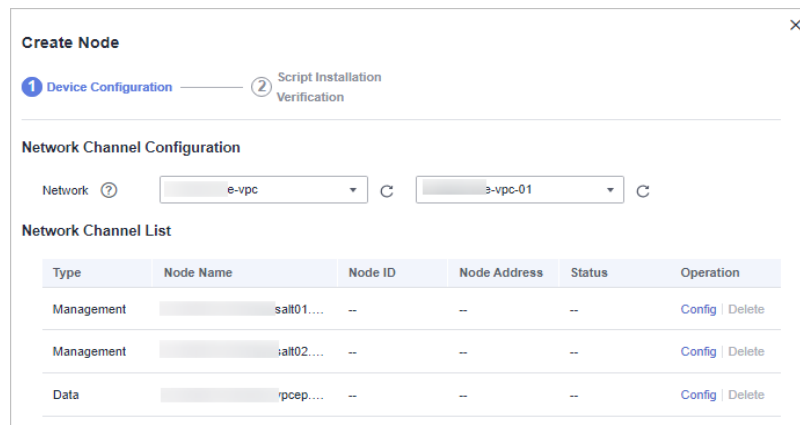 Create Node
1 Device Configuration 2 Script Installation
Verification
Network Channel Configuration
Network ? e-vpc e-vpc-01
Network Channel List
Type Node Name Node ID Node Address Status Operation
Management salt01.... -- -- -- Config Delete
Management salt02.... -- -- -- Config Delete
Data vpcep.... -- -- -- Config Delete